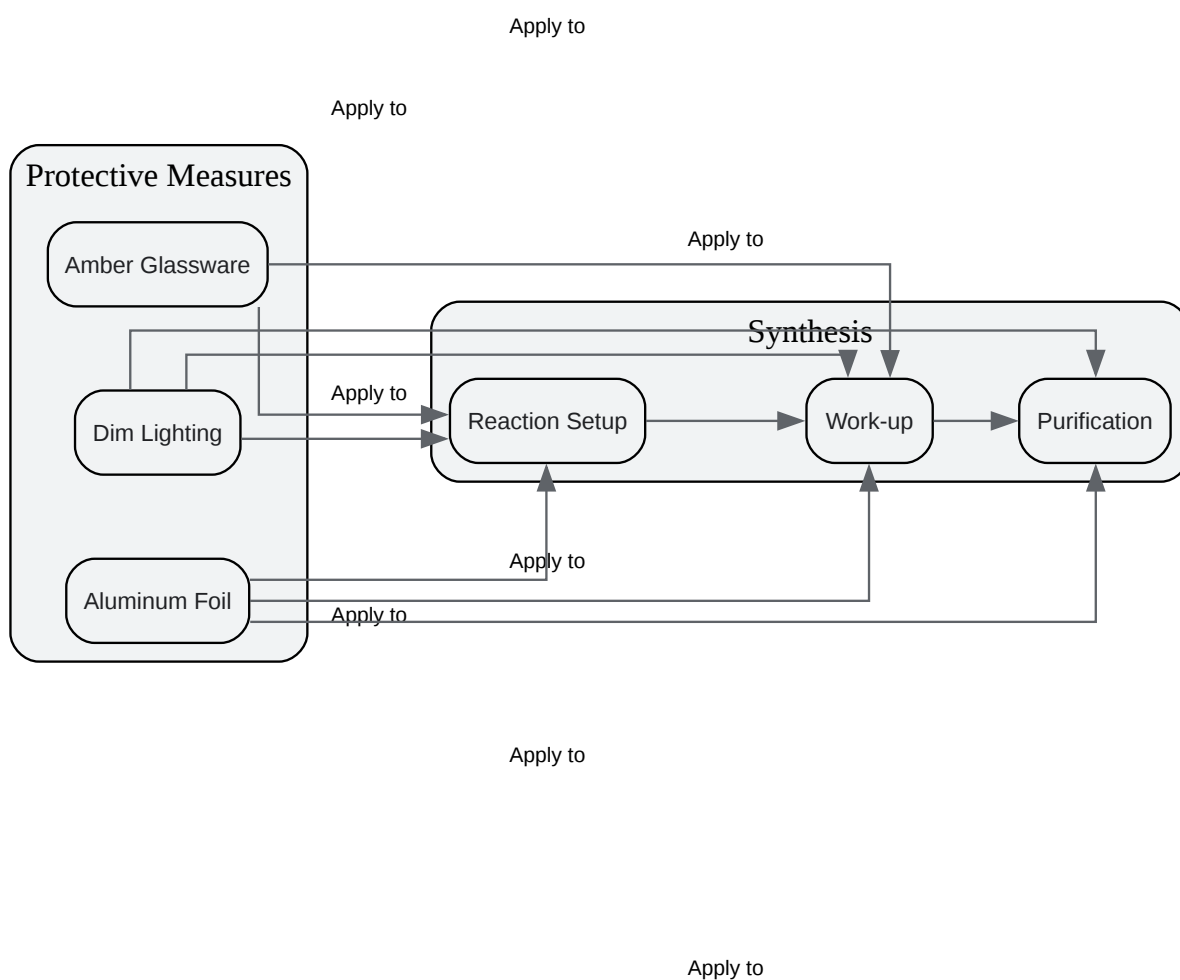 Apply to
Apply to
Protective Measures
Apply to
Amber Glassware
Synthesis
Apply to
Reaction Setup
Work-up
Purification
Dim Lighting
Apply to
Aluminum Foil
Apply to
Apply to
Apply to